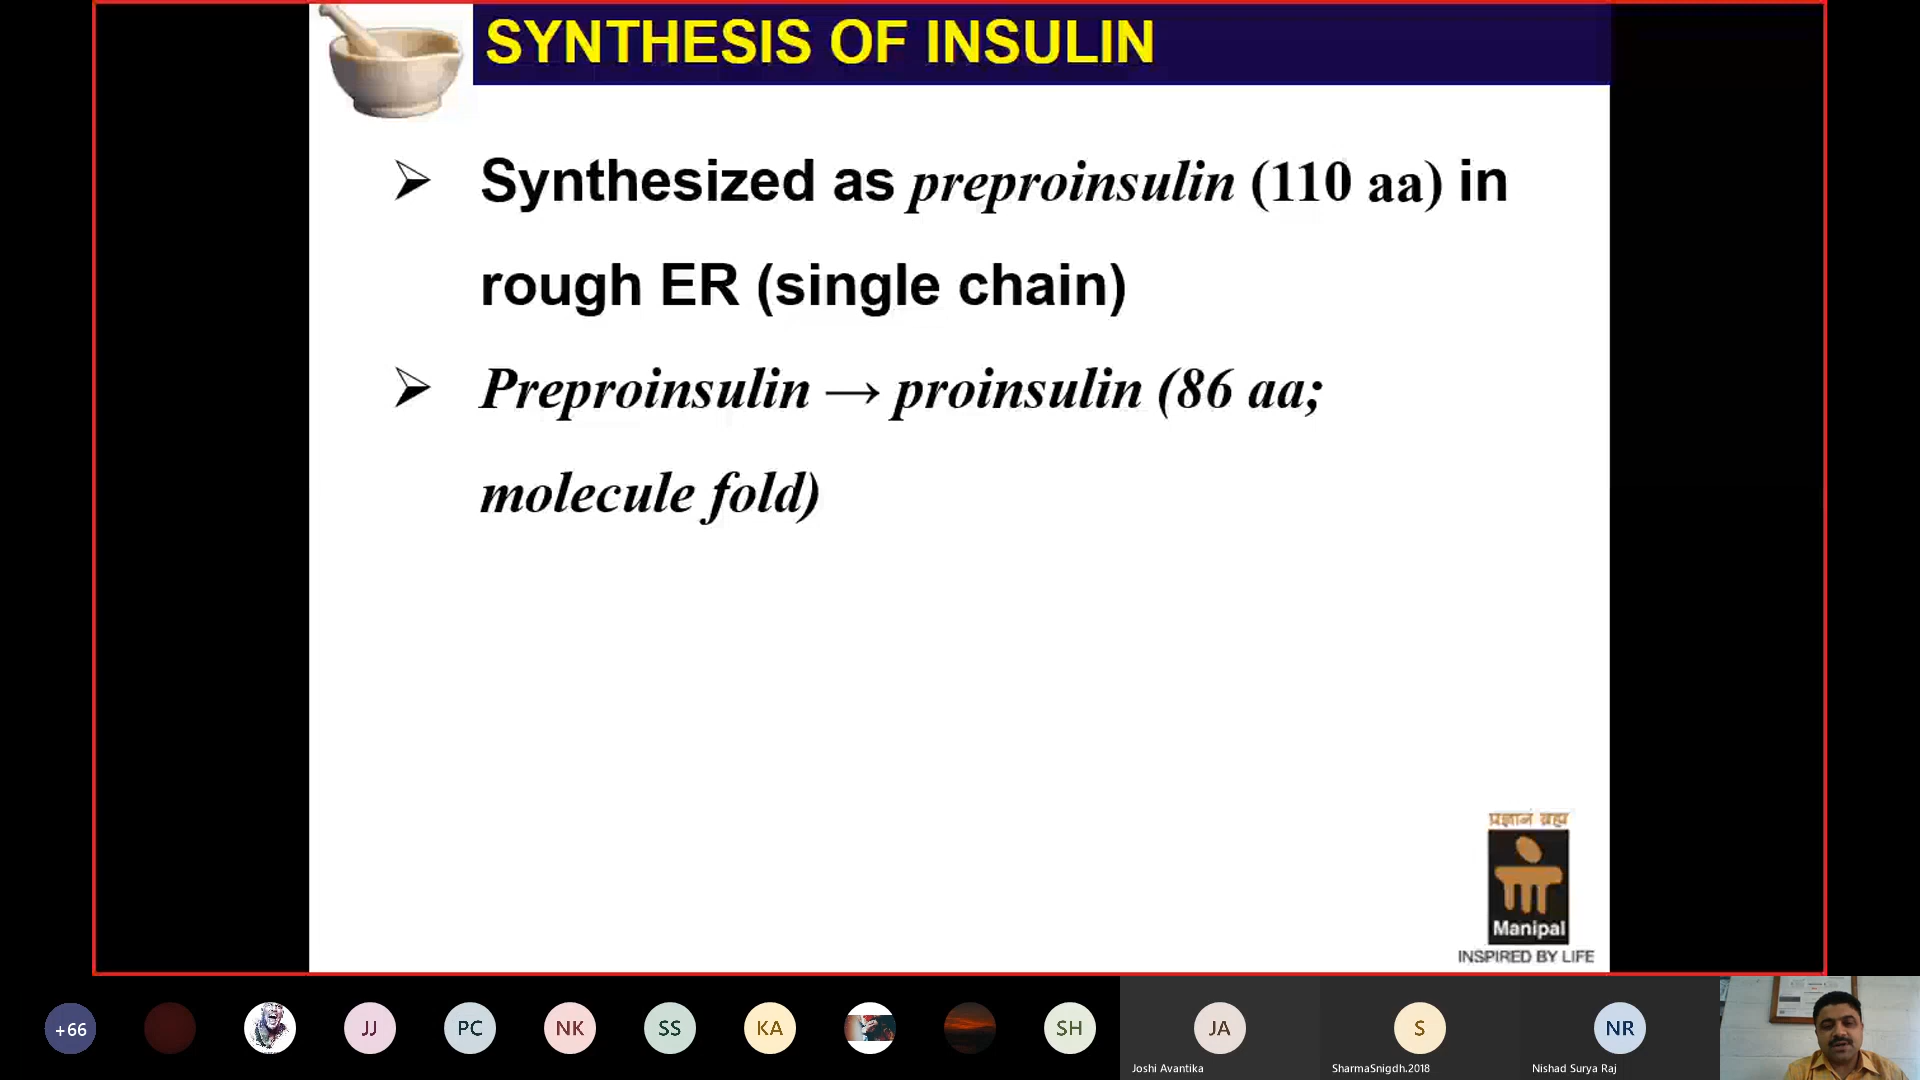 SYNTHESIS OF INSULIN
➢ Synthesized as preproinsulin (110 aa) in
rough ER (single chain)
➢ Preproinsulin → proinsulin (86 aa;
molecule fold)
प्रज्ञानं ब्रह्म
Manipal
INSPIRED BY LIFE
+66
JJ
PC
NK
SS
KA
SH
JA
S
NR
Joshi Avantika
SharmaSnigdh.2018
Nishad Surya Raj